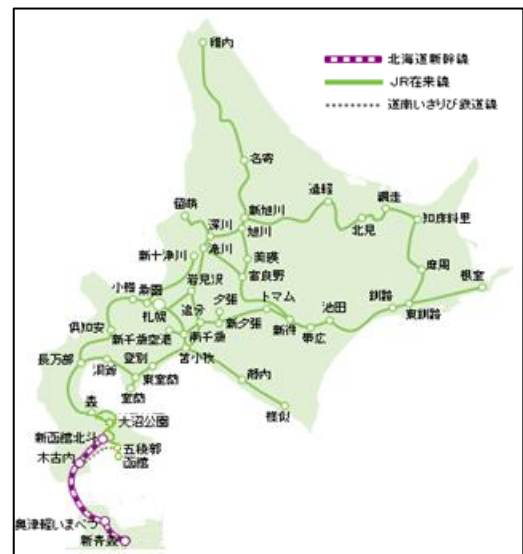 稚内
北海道新幹線
JR在来線
道南いさりび鉄道線
名寄
遠軽
網走
留萌
新旭川
知床斜里
深川
旭川
北見
滝川
新十津川
美瑛
摩周
岩見沢
富良野
根室
小樽
桑園
夕張
トマム
釧路
札幌
追分
池田
倶知安
新夕張
東釧路
新千歳空港
南千歳
新得
帯広
長万部
登別
苫小牧
東室蘭
静内
室蘭
森
大沼公園
様似
新函館北斗
五稜郭
木古内
函館
奥津軽いまべつ
新青森